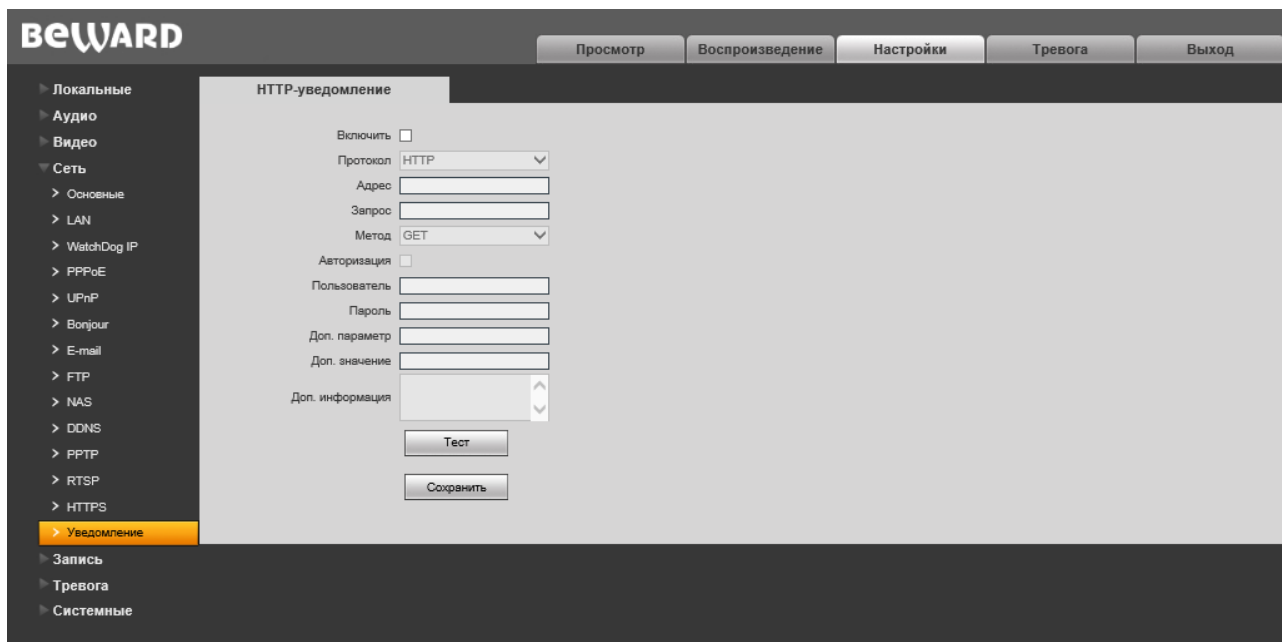 BEWARD
Просмотр
Воспроизведение
Настройки
Тревога
Выход
Локальные
Аудио
Видео
Сеть
Основные
LAN
WatchDog IP
PPPoE
UPnP
Bonjour
E-mail
FTP
NAS
DDNS
PPTP
RTSP
HTTPS
Уведомление
Запись
Тревога
Системные
HTTP-уведомление
Включить
Протокол HTTP
Адрес
Запрос
Метод GET
Авторизация
Пользователь
Пароль
Доп. параметр
Доп. значение
Доп. информация
Тест
Сохранить